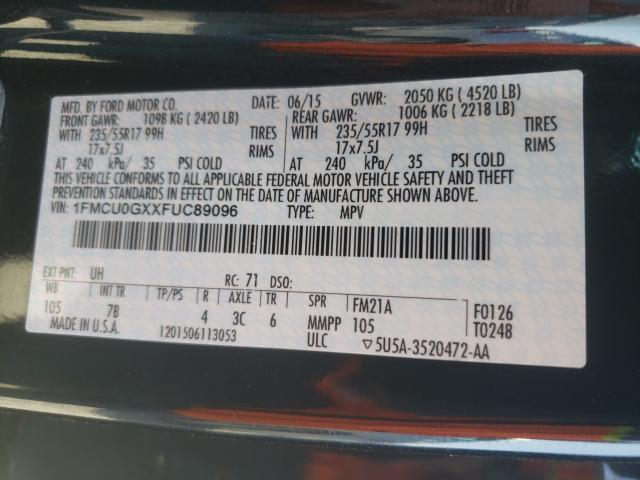 MFD. BY FORD MOTOR CO. DATE: 06/15 GVWR: 2050 KG ( 4520 LB)
FRONT GAWR: 1098 KG ( 2420 LB) REAR GAWR: 1006 KG ( 2218 LB)
WITH 235/55R17 99H TIRES WITH 235/55R17 99H TIRES
17x7.5J RIMS 17x7.5J RIMS
AT 240 kPa/ 35 PSI COLD AT 240 kPa/ 35 PSI COLD
THIS VEHICLE CONFORMS TO ALL APPLICABLE FEDERAL MOTOR VEHICLE SAFETY AND THEFT
PREVENTION STANDARDS IN EFFECT ON THE DATE OF MANUFACTURE SHOWN ABOVE.
VIN: 1FMCU0GXXFUC89096 TYPE: MPV
EXT PNT: UH RC: 71 DSO:
WB INT TR TP/PS R AXLE TR SPR FM21A F0126
105 7B 4 3C 6 MMPP 105 T0248
MADE IN U.S.A. 1201506113053 ULC ▽5U5A-3520472-AA